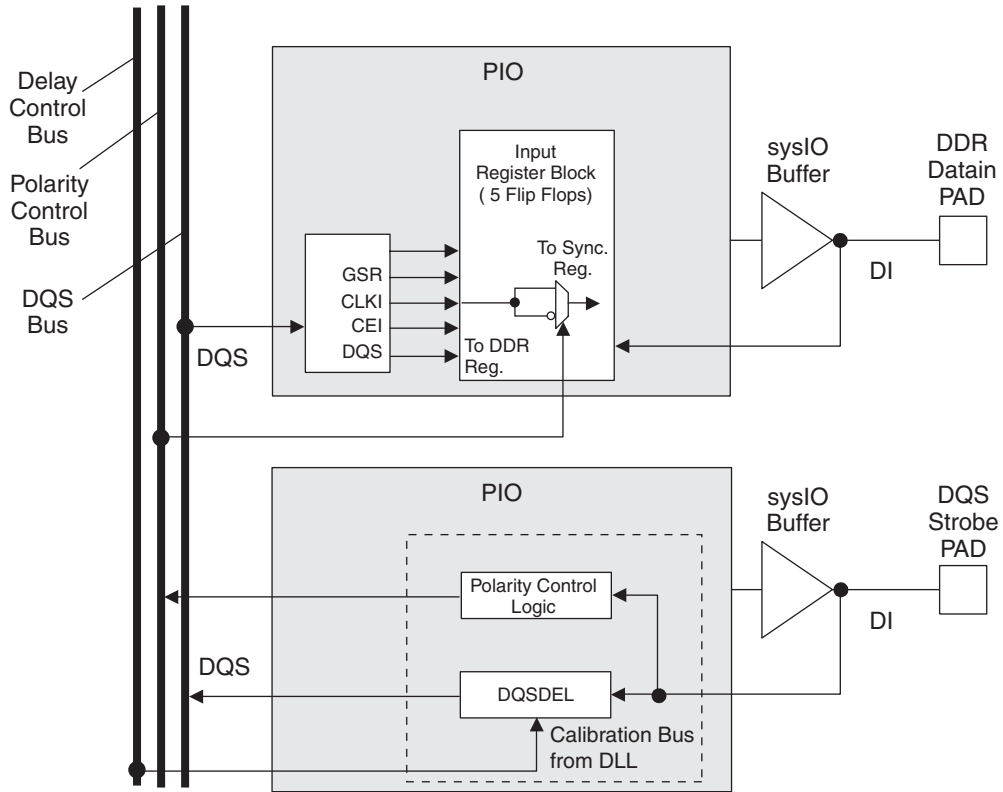 Delay
Control
Bus
Polarity
Control
Bus
DQS
Bus
PIO
Input
Register Block
( 5 Flip Flops)
To Sync.
Reg.
GSR
CLKI
CEI
DQS
To DDR
Reg.
DQS
sysIO
Buffer
DDR
Datain
PAD
DI
PIO
Polarity Control
Logic
DQSDEL
Calibration Bus
from DLL
DQS
sysIO
Buffer
DQS
Strobe
PAD
DI